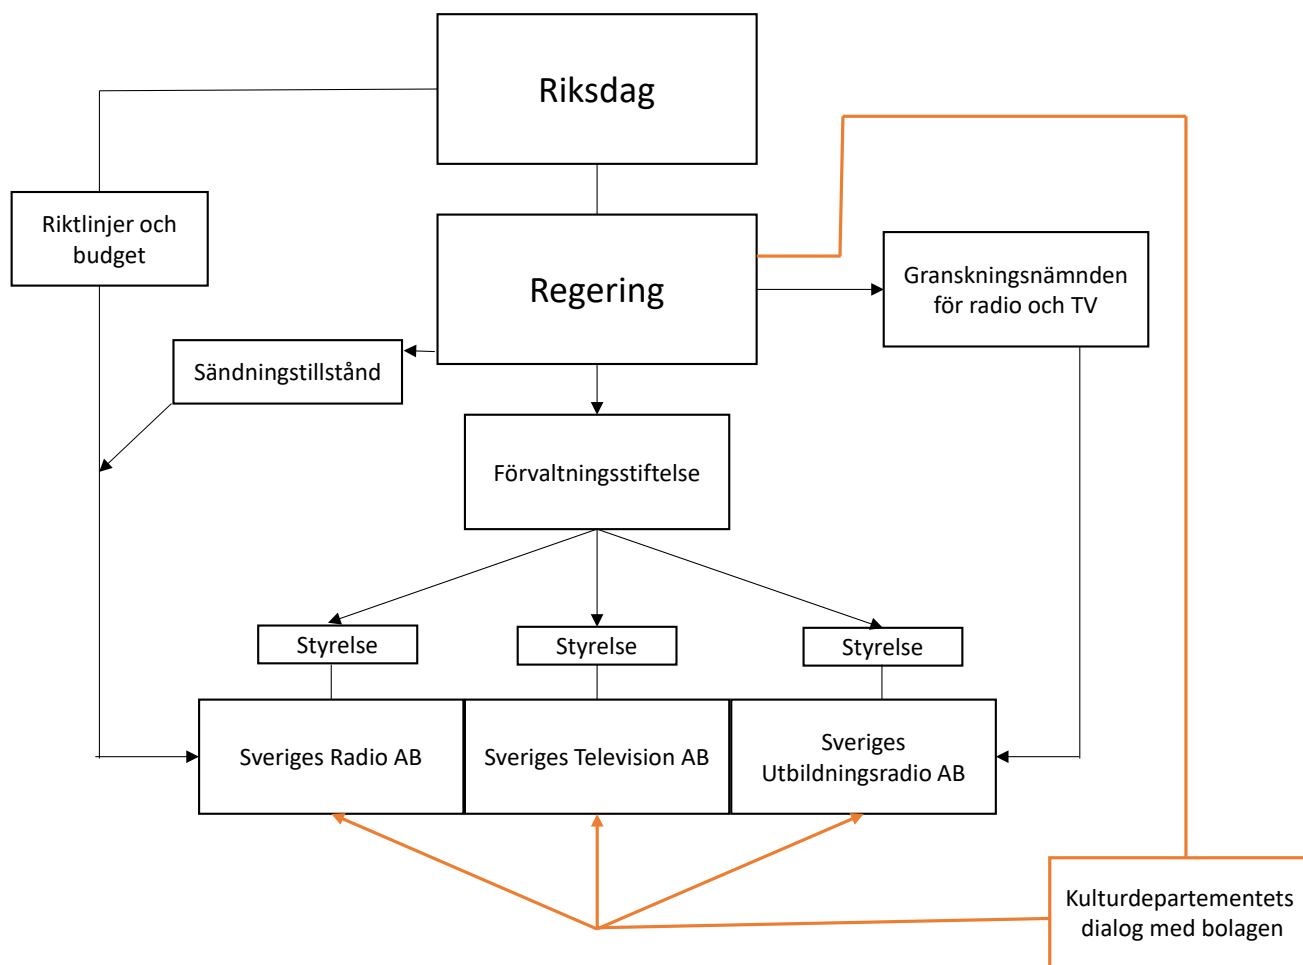 Riksdag
Riktlinjer och
budget
Regering
Granskningsnämnden
för radio och TV
Sändningstillstånd
Förvaltningsstiftelse
Styrelse
Styrelse
Styrelse
Sveriges Radio AB
Sveriges Television AB
Sveriges
Utbildningsradio AB
Kulturdepartementets
dialog med bolagen